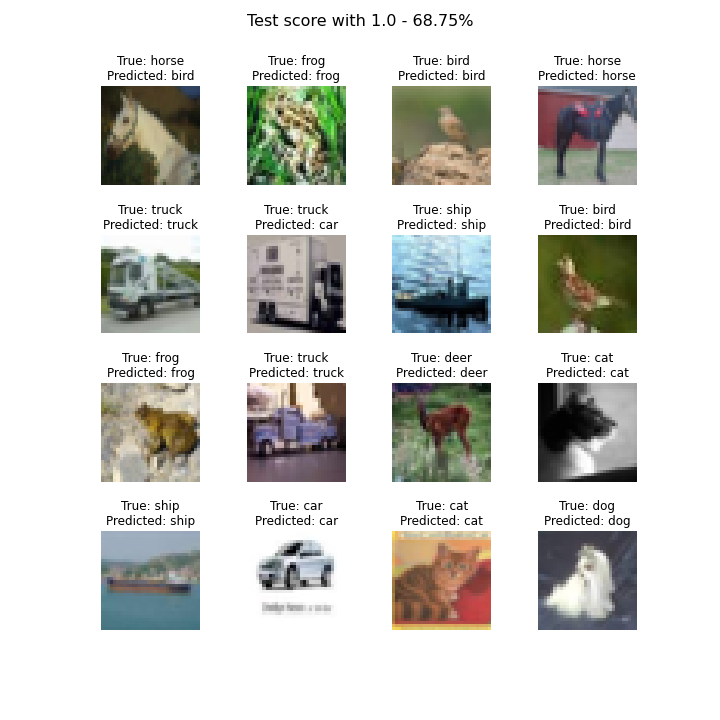 Test score with 1.0 - 68.75%
True: horse
Predicted: bird
True: frog
Predicted: frog
True: bird
Predicted: bird
True: horse
Predicted: horse
True: truck
Predicted: truck
True: truck
Predicted: car
True: ship
Predicted: ship
True: bird
Predicted: bird
True: frog
Predicted: frog
True: truck
Predicted: truck
True: deer
Predicted: deer
True: cat
Predicted: cat
True: ship
Predicted: ship
True: car
Predicted: car
True: cat
Predicted: cat
True: dog
Predicted: dog